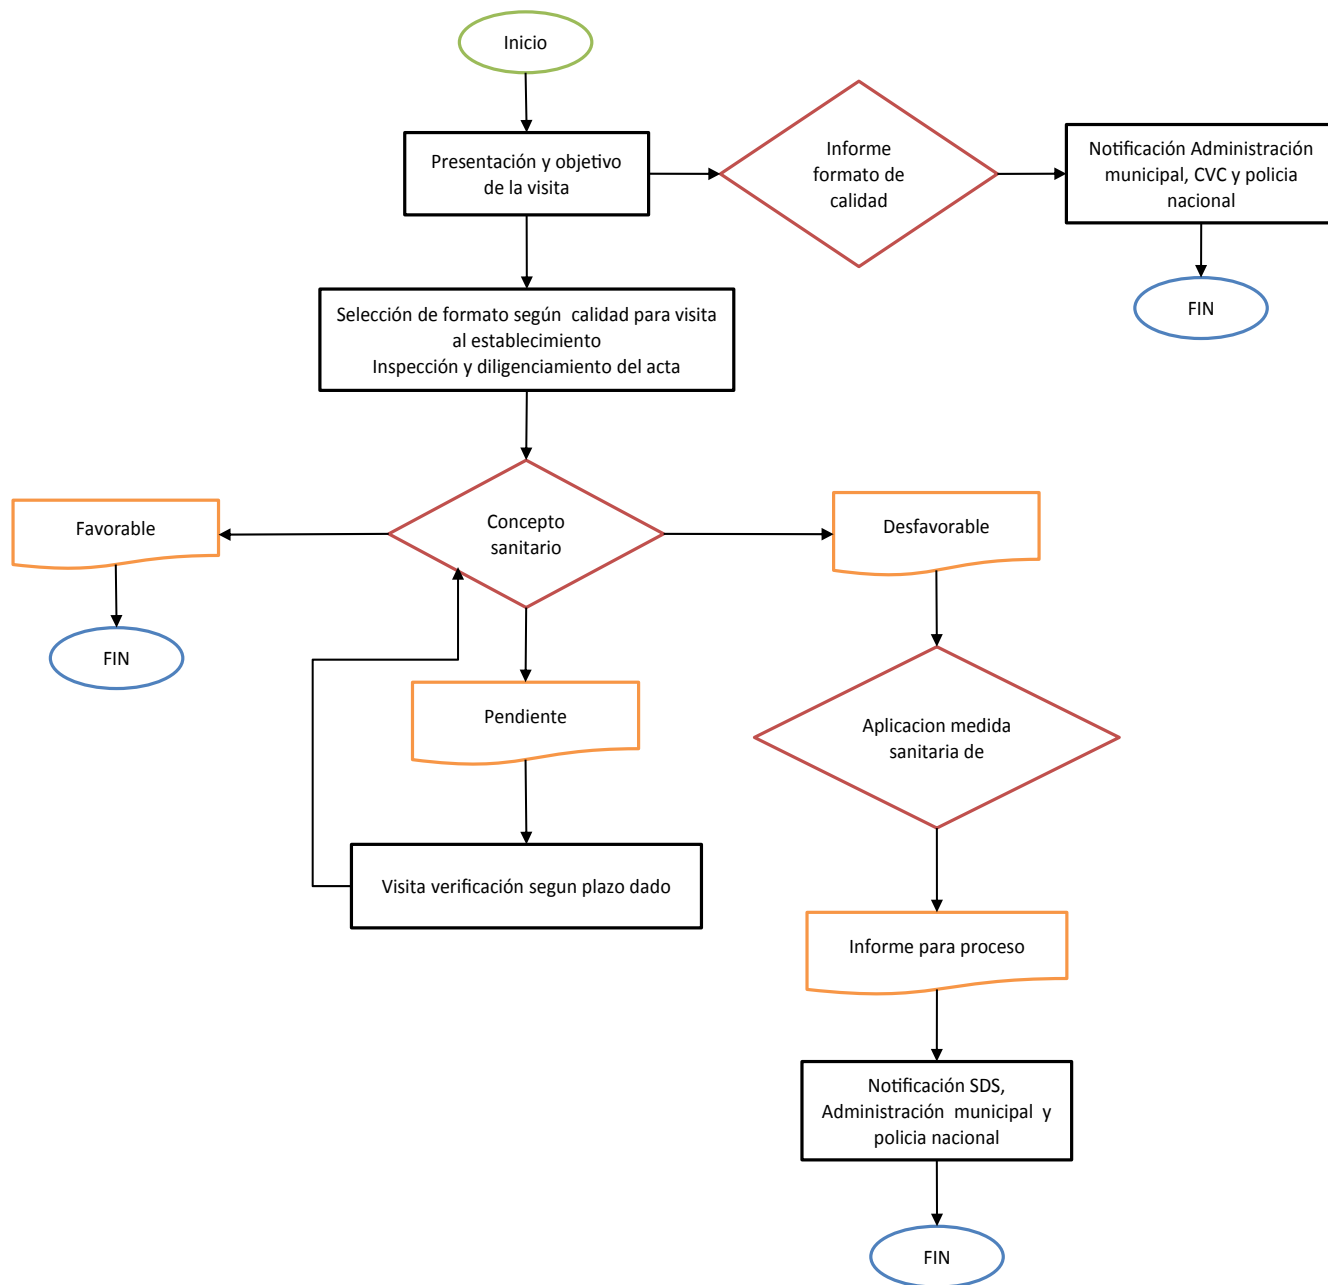 Inicio
Presentación y objetivo
de la visita
Informe
formato de
calidad
Notificación Administración
municipal, CVC y policia
nacional
FIN
Selección de formato según calidad para visita
al establecimiento
Inspección y diligenciamiento del acta
Favorable
Concepto
sanitario
Desfavorable
FIN
Pendiente
Aplicacion medida
sanitaria de
Visita verificación segun plazo dado
Informe para proceso
Notificación SDS,
Administración municipal y
policia nacional
FIN